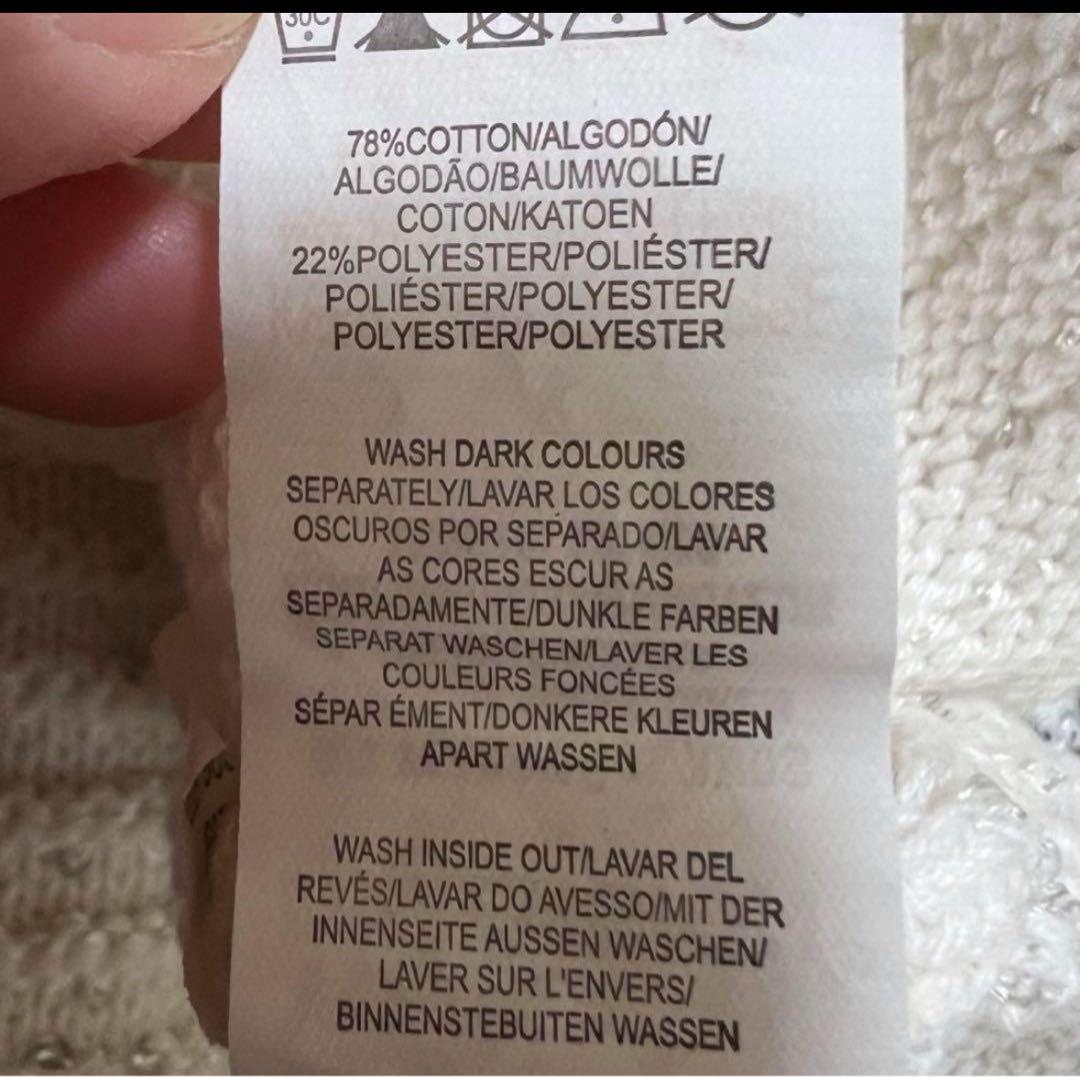 30C
78%COTTON/ALGODÓN/
ALGODÃO/BAUMWOLLE/
COTON/KATOEN
22%POLYESTER/POLIÉSTER/
POLIÉSTER/POLYESTER/
POLYESTER/POLYESTER
WASH DARK COLOURS
SEPARATELY/LAVAR LOS COLORES
OSCUROS POR SEPARADO/LAVAR
AS CORES ESCUR AS
SEPARADAMENTE/DUNKLE FARBEN
SEPARAT WASCHEN/LAVER LES
COULEURS FONCÉES
SÉPAR ÉMENT/DONKERE KLEUREN
APART WASSEN
WASH INSIDE OUT/LAVAR DEL
REVÉS/LAVAR DO AVESSO/MIT DER
INNENSEITE AUSSEN WASCHEN/
LAVER SUR L'ENVERS/
BINNENSTEBUITEN WASSEN